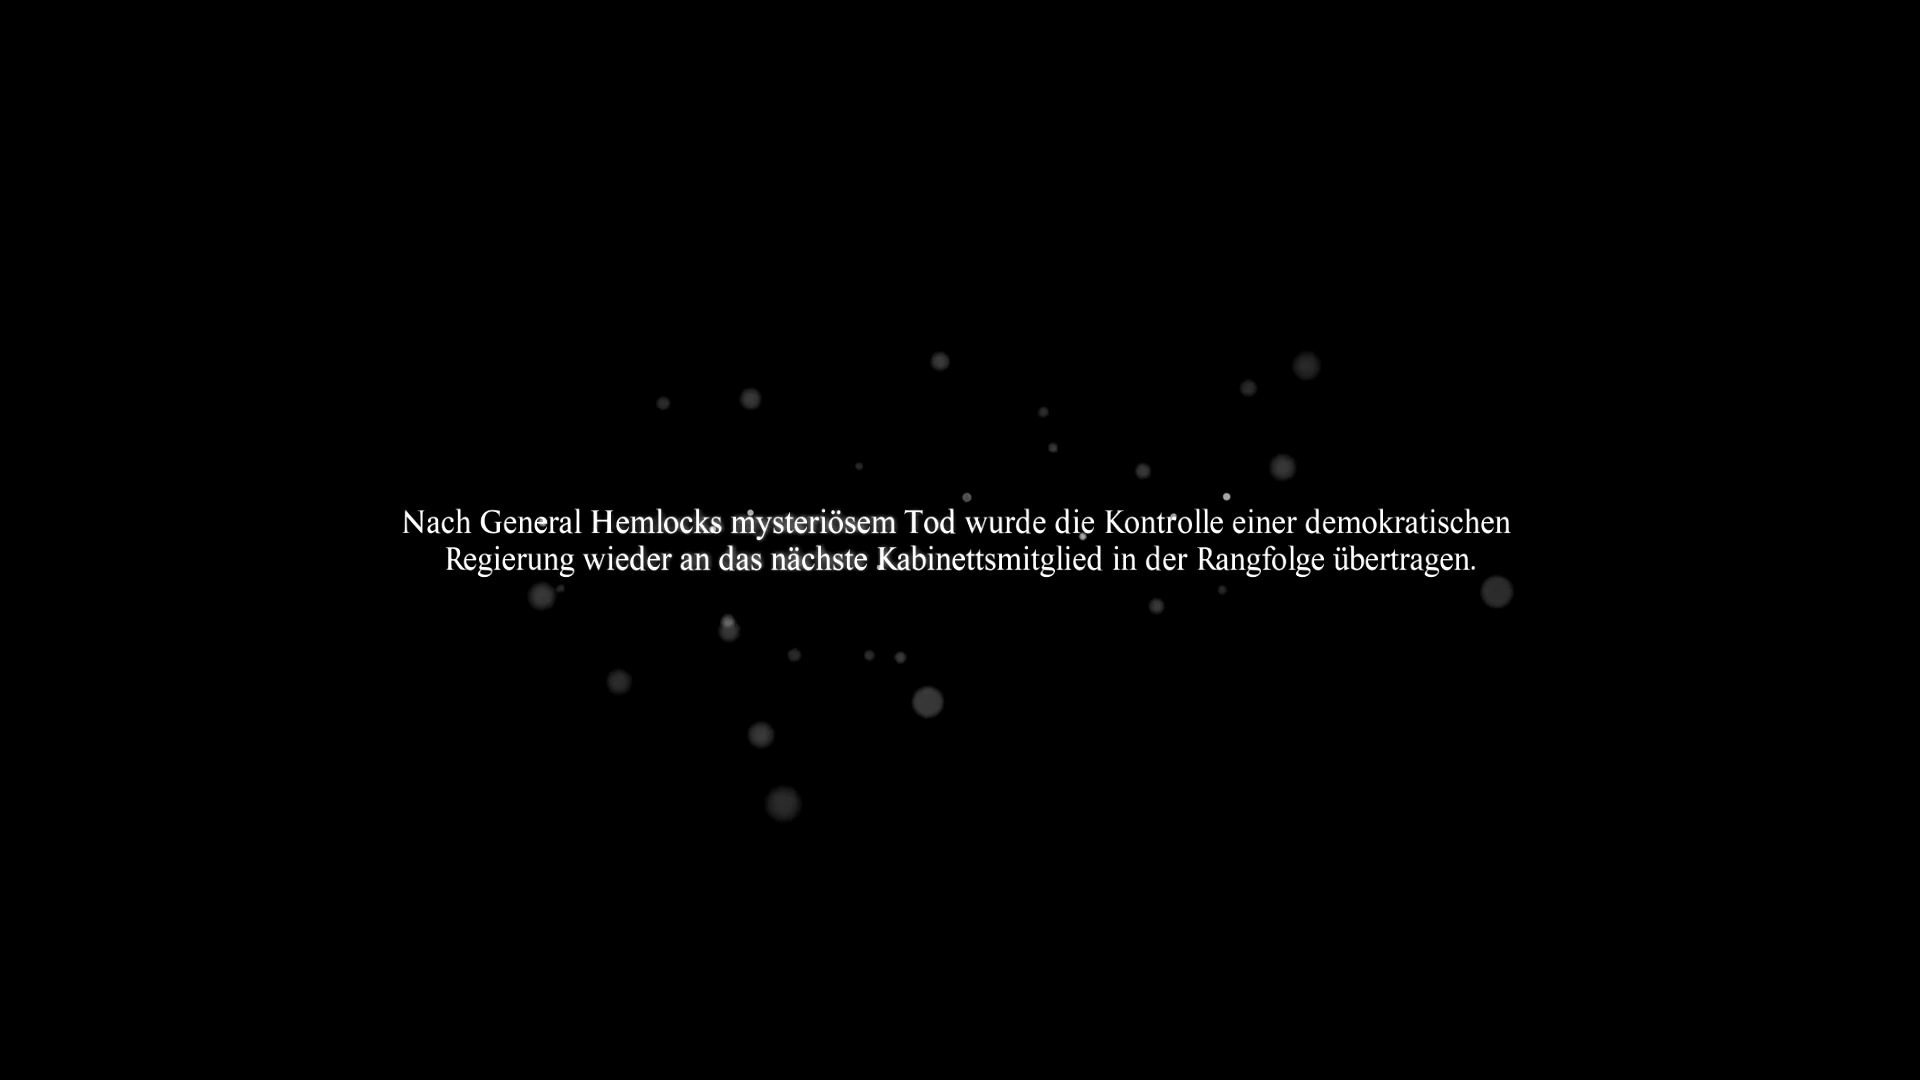 Nach General Hemlocks mysteriösem Tod wurde die Kontrolle einer demokratischen
Regierung wieder an das nächste Kabinettsmitglied in der Rangfolge übertragen.